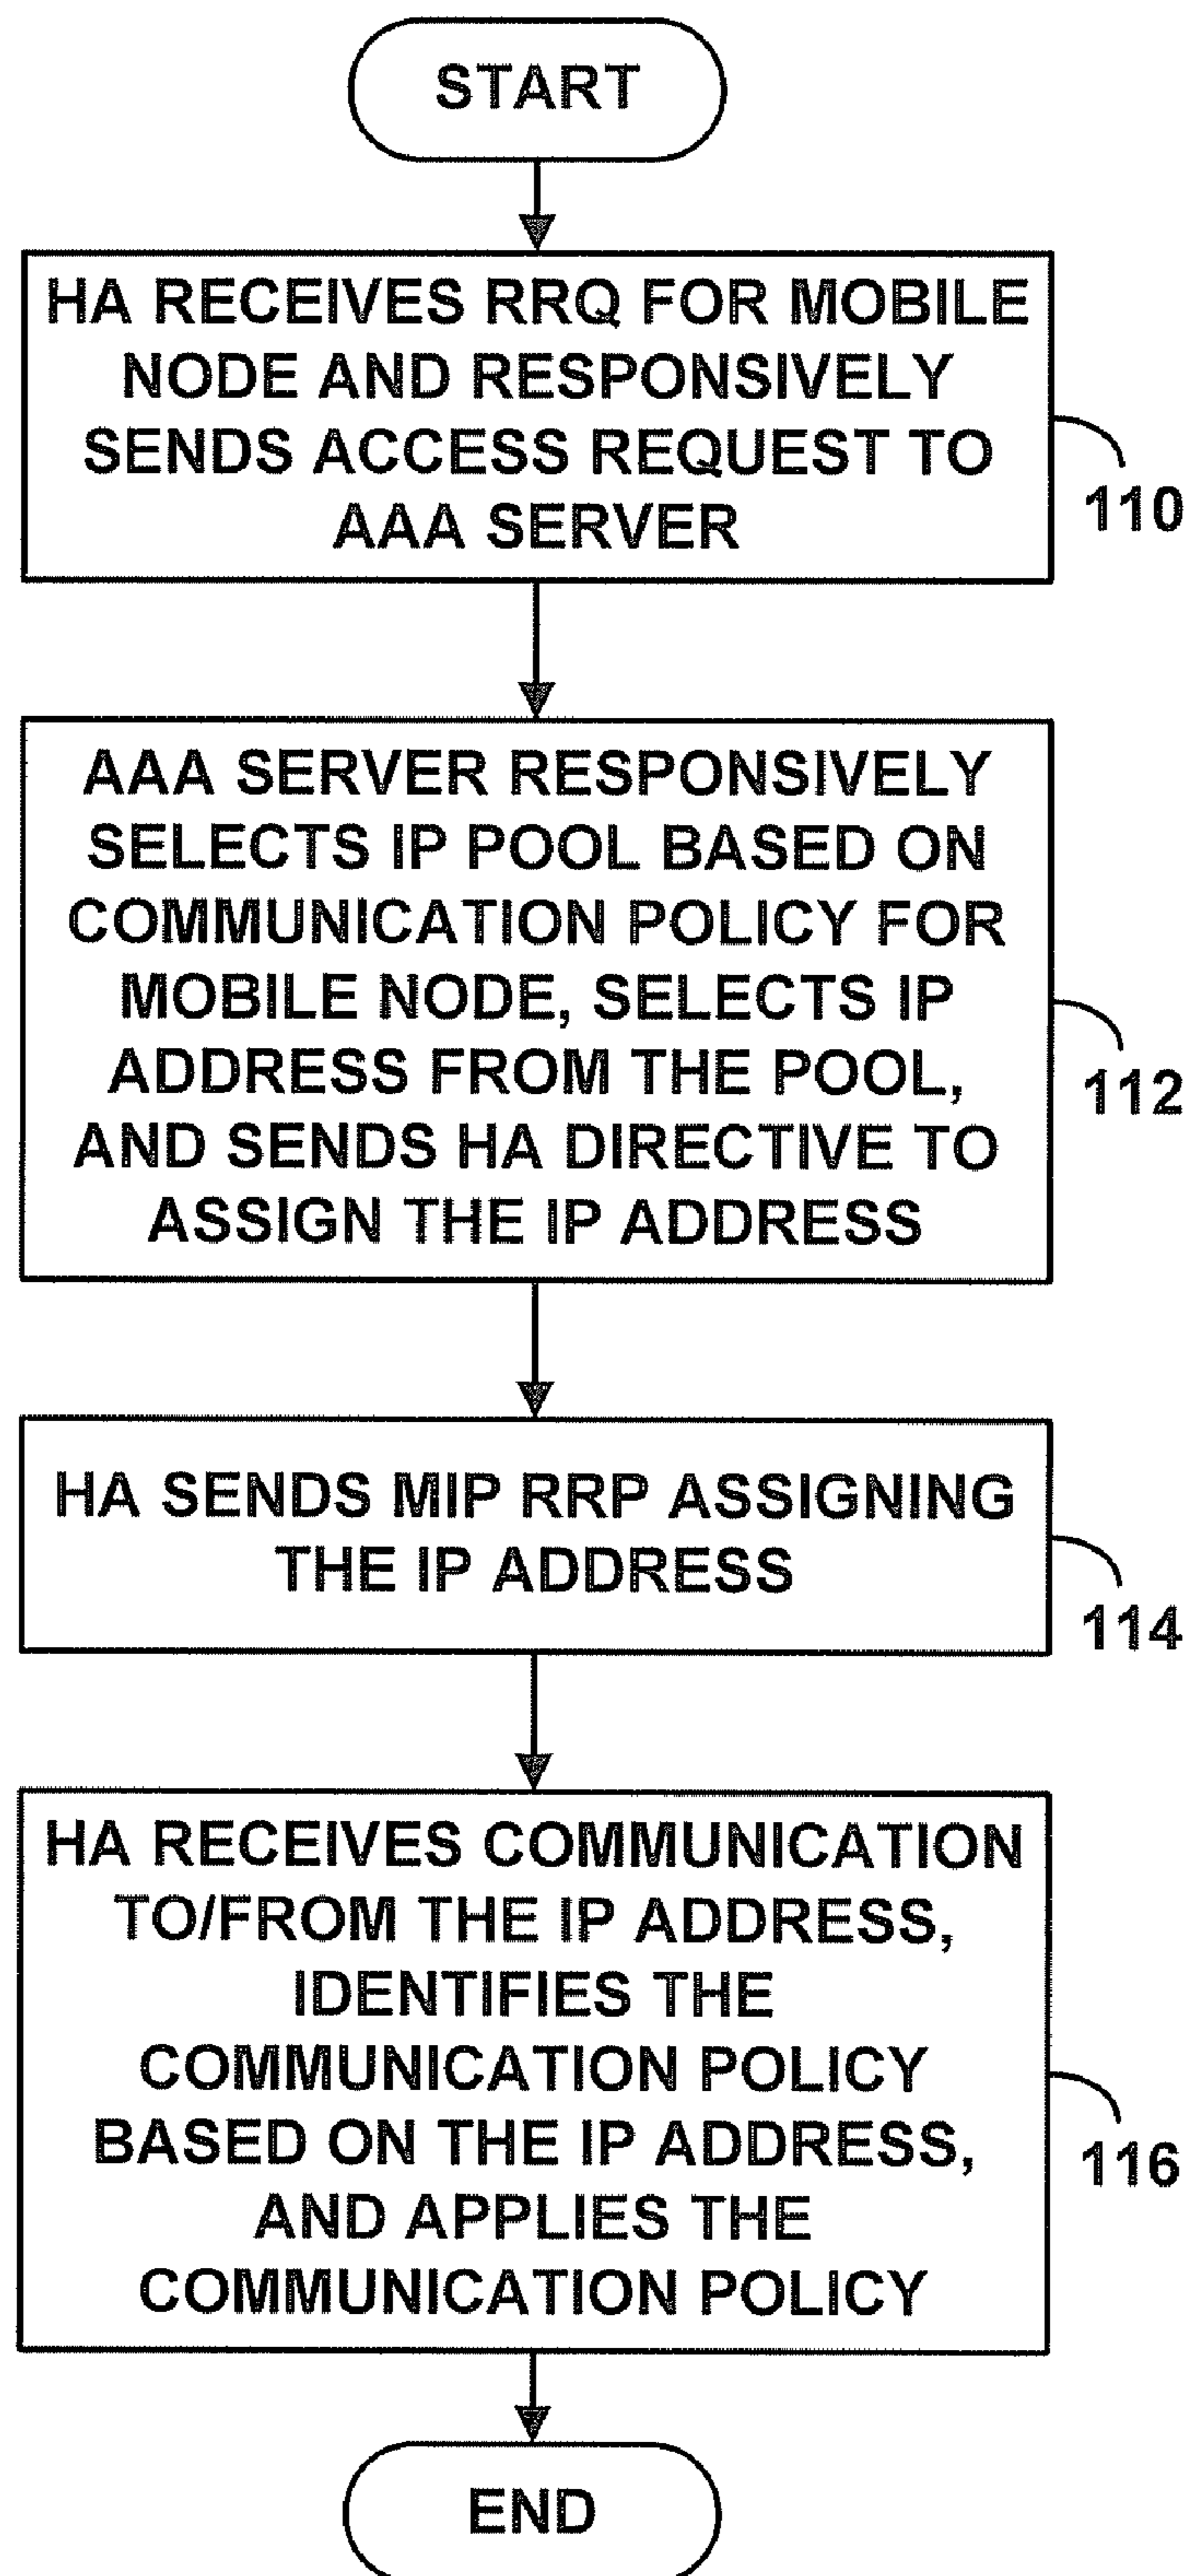 START
HA RECEIVES RRQ FOR MOBILE
NODE AND RESPONSIVELY
SENDS ACCESS REQUEST TO
AAA SERVER
110
AAA SERVER RESPONSIVELY
SELECTS IP POOL BASED ON
COMMUNICATION POLICY FOR
MOBILE NODE, SELECTS IP
ADDRESS FROM THE POOL,
AND SENDS HA DIRECTIVE TO
ASSIGN THE IP ADDRESS
112
HA SENDS MIP RRP ASSIGNING
THE IP ADDRESS
114
HA RECEIVES COMMUNICATION
TO/FROM THE IP ADDRESS,
IDENTIFIES THE
COMMUNICATION POLICY
BASED ON THE IP ADDRESS,
AND APPLIES THE
COMMUNICATION POLICY
116
END